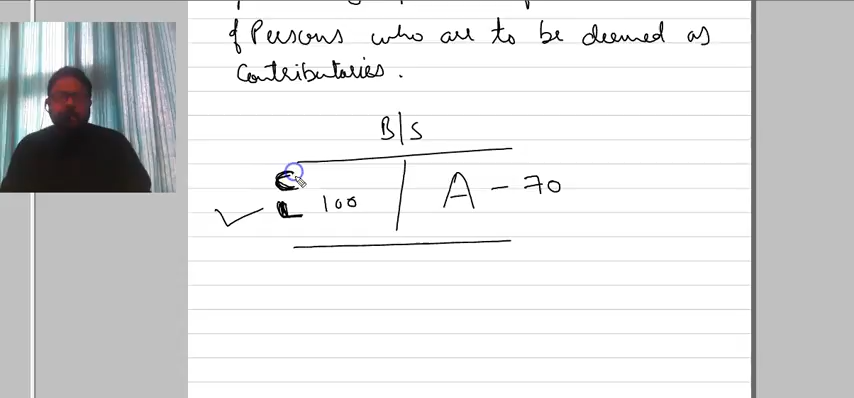 of Persons who are to be deemed as
Contributories.
B/S
C
L 100 A - 70